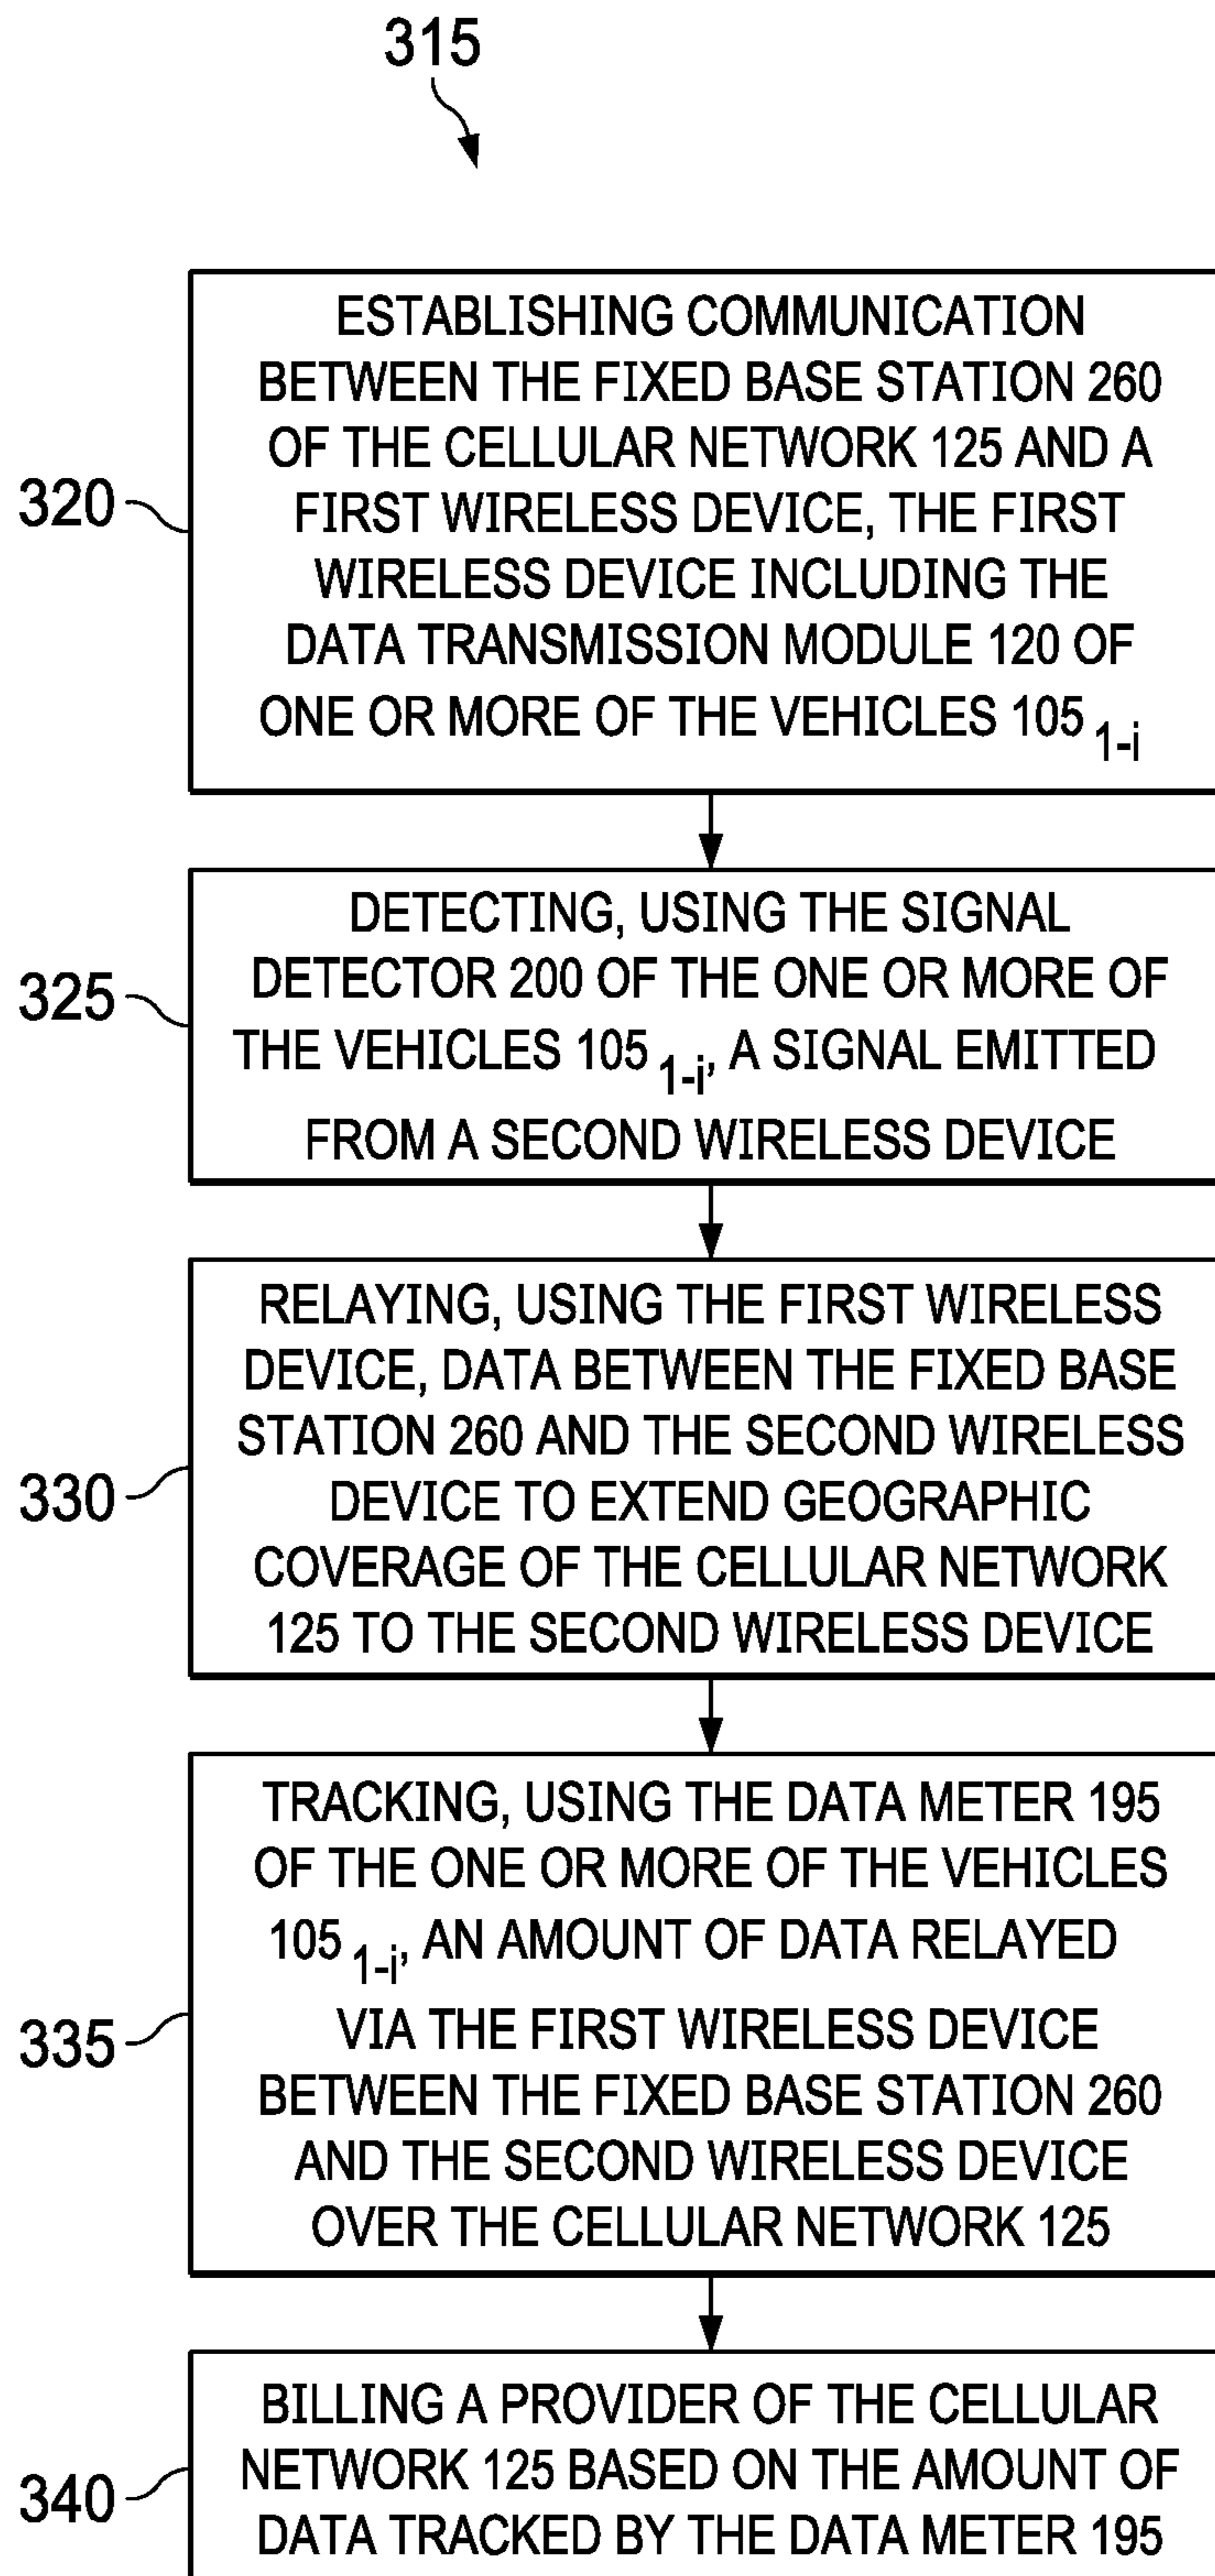 315
320
ESTABLISHING COMMUNICATION
BETWEEN THE FIXED BASE STATION 260
OF THE CELLULAR NETWORK 125 AND A
FIRST WIRELESS DEVICE, THE FIRST
WIRELESS DEVICE INCLUDING THE
DATA TRANSMISSION MODULE 120 OF
ONE OR MORE OF THE VEHICLES 105 1-i
325
DETECTING, USING THE SIGNAL
DETECTOR 200 OF THE ONE OR MORE OF
THE VEHICLES 105 1-i, A SIGNAL EMITTED
FROM A SECOND WIRELESS DEVICE
330
RELAYING, USING THE FIRST WIRELESS
DEVICE, DATA BETWEEN THE FIXED BASE
STATION 260 AND THE SECOND WIRELESS
DEVICE TO EXTEND GEOGRAPHIC
COVERAGE OF THE CELLULAR NETWORK
125 TO THE SECOND WIRELESS DEVICE
335
TRACKING, USING THE DATA METER 195
OF THE ONE OR MORE OF THE VEHICLES
105 1-i, AN AMOUNT OF DATA RELAYED
VIA THE FIRST WIRELESS DEVICE
BETWEEN THE FIXED BASE STATION 260
AND THE SECOND WIRELESS DEVICE
OVER THE CELLULAR NETWORK 125
340
BILLING A PROVIDER OF THE CELLULAR
NETWORK 125 BASED ON THE AMOUNT OF
DATA TRACKED BY THE DATA METER 195